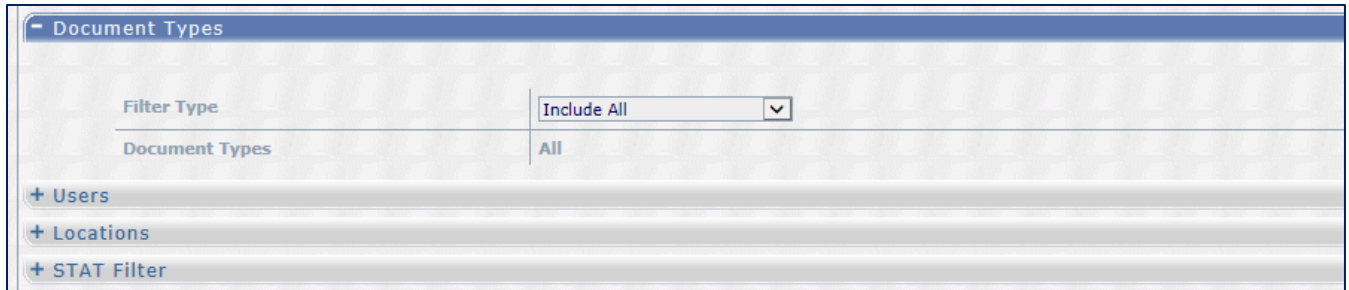 - Document Types
Filter Type Include All
Document Types All
+ Users
+ Locations
+ STAT Filter